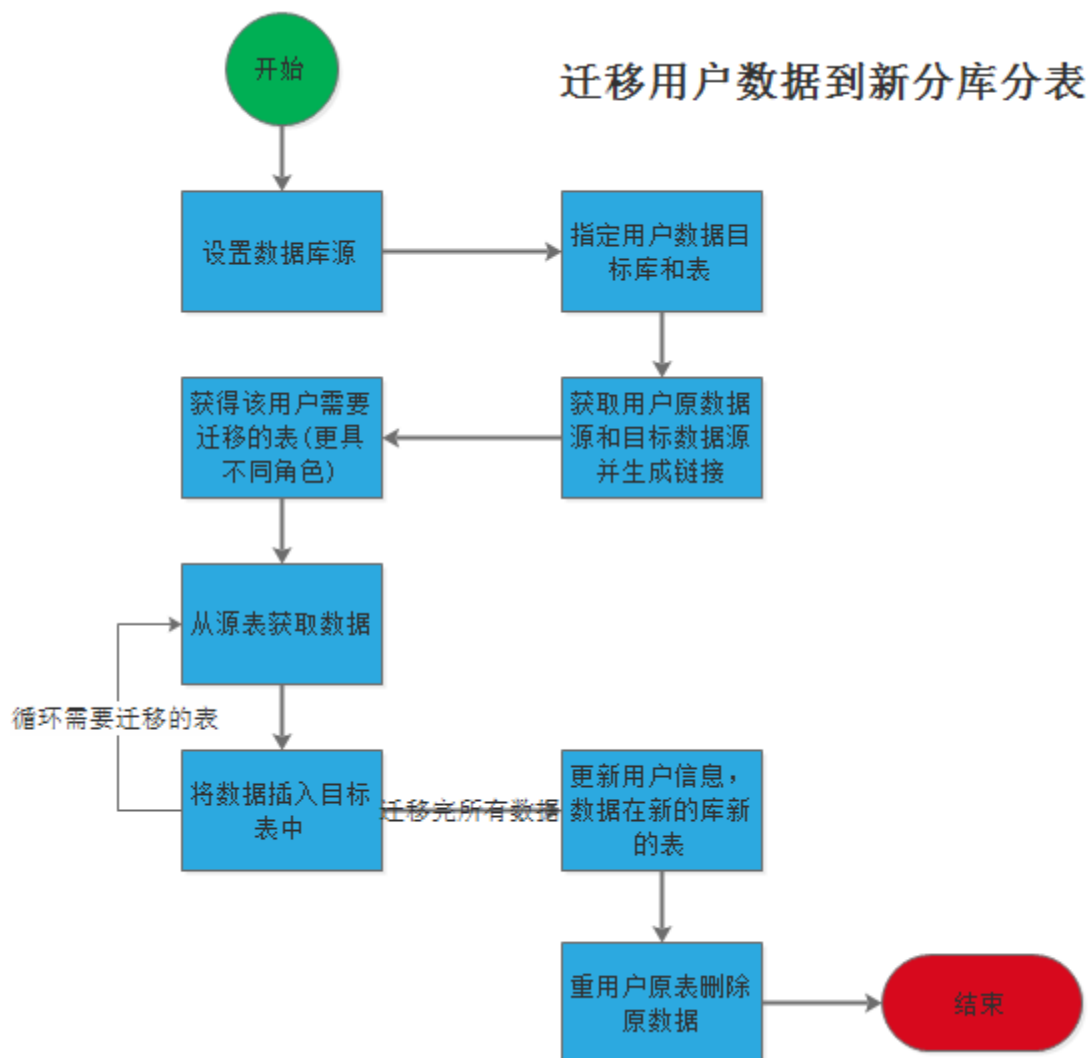 开始
迁移用户数据到新分库分表
设置数据库源
指定用户数据目
标库和表
获得该用户需要
迁移的表(更具
不同角色)
获取用户原数据
源和目标数据源
并生成链接
从源表获取数据
循环需要迁移的表
将数据插入目标
表中
迁移完所有数据
更新用户信息，
数据在新的库新
的表
重用户原表删除
原数据
结束